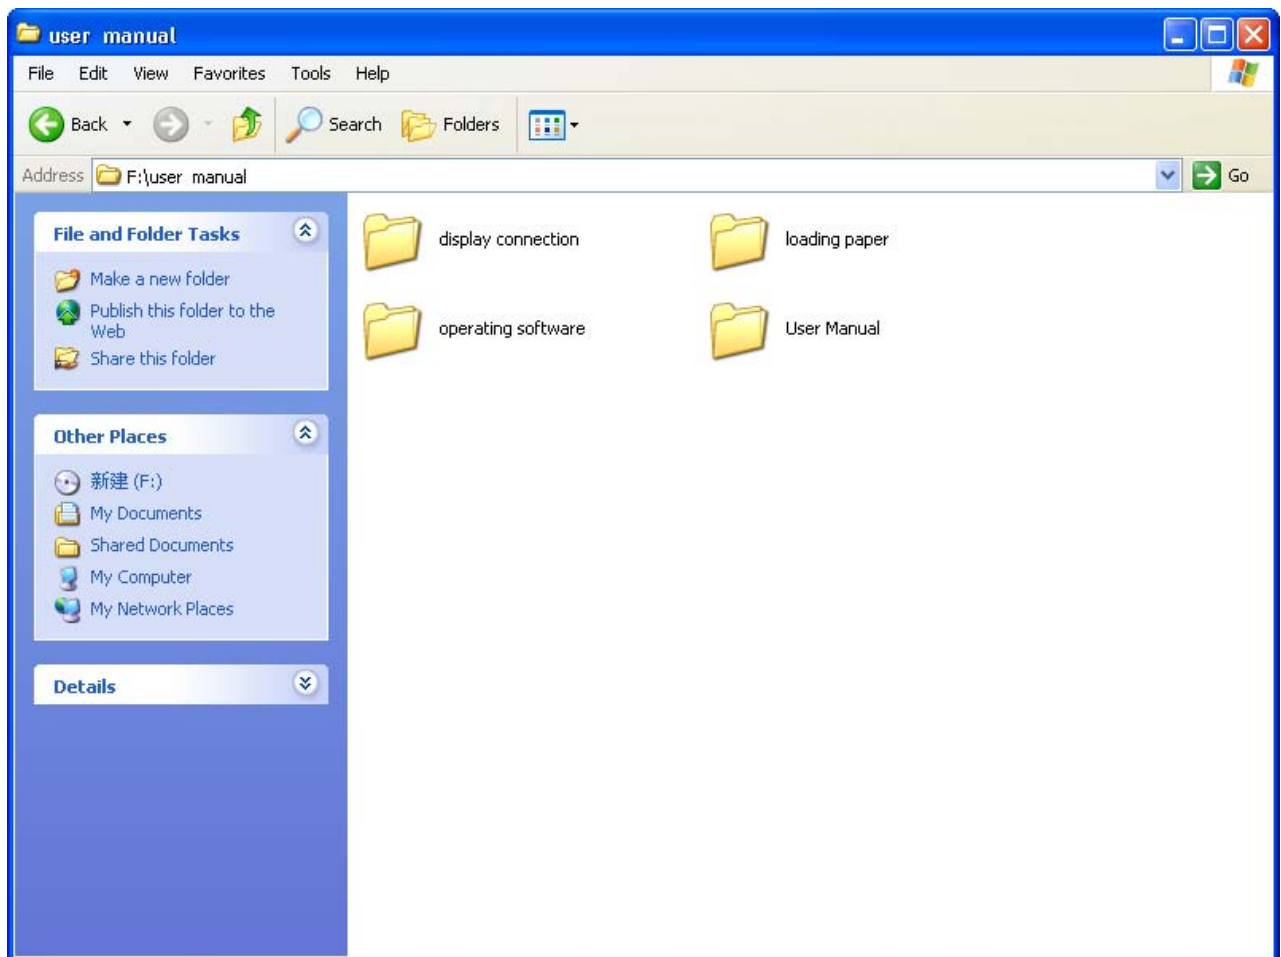 user manual
File Edit View Favorites Tools Help
Back Search Folders
Address F:\user manual Go
File and Folder Tasks
Make a new folder
Publish this folder to the
Web
Share this folder
Other Places
新建 (F:)
My Documents
Shared Documents
My Computer
My Network Places
Details
display connection loading paper
operating software User Manual